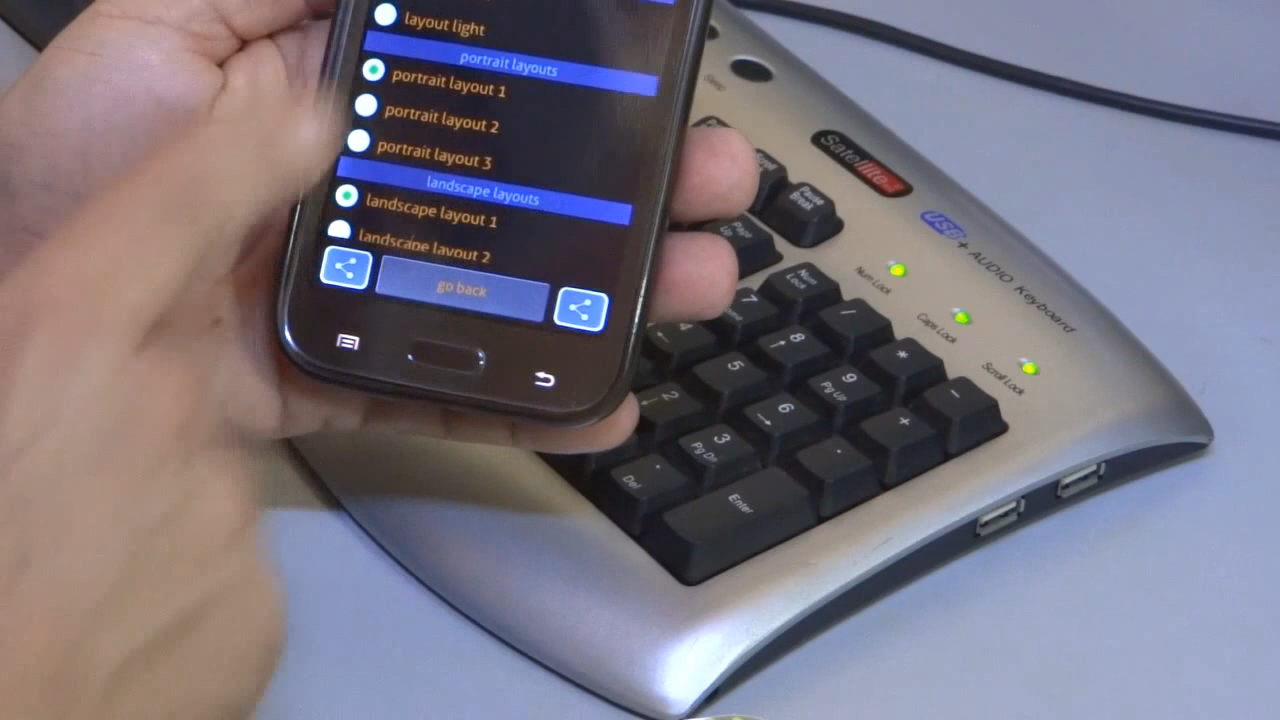 layout light
portrait layouts
portrait layout 1
portrait layout 2
portrait layout 3
landscape layouts
landscape layout 1
landscape layout 2
go back
Satellite
USB + AUDIO Keyboard
Num Lock
Caps Lock
Scroll Lock
Pause
Break
Page
Up
Num
Lock
/
*
-
7
8
9
Pg Up
+
4
5
6
2
3
Pg Dn
.
Del
Enter